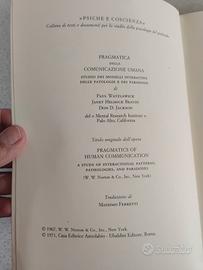 «PSICHE E COSCIENZA»
Collana di testi e documenti per lo studio della psicologia del profondo
PRAGMATICA
DELLA
COMUNICAZIONE UMANA
STUDIO DEI MODELLI INTERATTIVI
DELLE PATOLOGIE E DEI PARADOSSI
DI
PAUL WATZLAWICK
JANET HELMICK BEAVIN
DON D. JACKSON
del «Mental Research Institute»
Palo Alto, California
Titolo originale dell'opera
PRAGMATICS OF
HUMAN COMMUNICATION
A STUDY OF INTERACTIONAL PATTERNS,
PATHOLOGIES, AND PARADOXES
(W. W. Norton & Co., Inc., New York)
Traduzione di
MASSIMO FERRETTI
© 1967. W. W. Norton & Co., Inc., New York.
© 1971. Casa Editrice Astrolabio - Ubaldini Editore, Roma.
subito